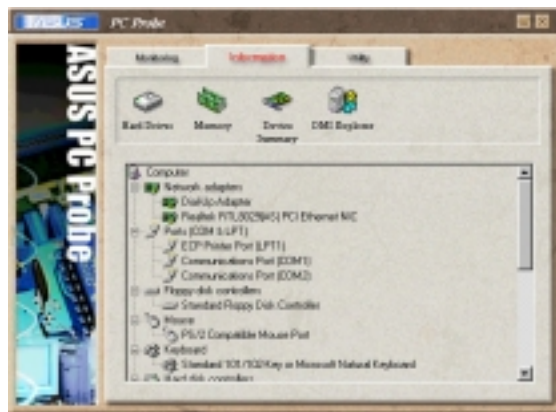 ASUS PC Probe
ASUS PC Probe
Monitoring Information Utility
Hard Drives Memory Device Summary DMI Explorer
Computer
Network adapters
Dial-Up Adapter
Realtek RTL8029(AS) PCI Ethernet NIC
Ports (COM & LPT)
ECP Printer Port (LPT1)
Communications Port (COM1)
Communications Port (COM2)
Floppy disk controllers
Standard Floppy Disk Controller
Mouse
PS/2 Compatible Mouse Port
Keyboard
Standard 101/102-Key or Microsoft Natural Keyboard
Hard disk controllers